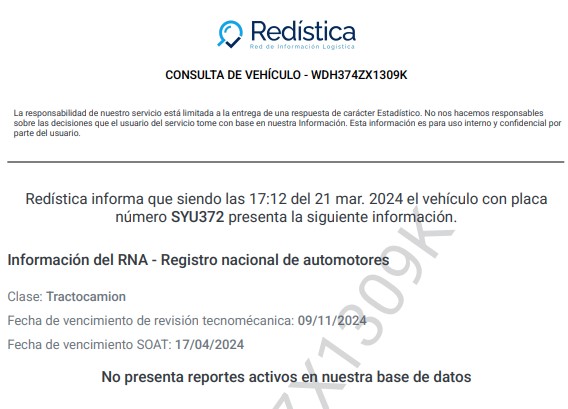 Redística
Red de Información Logística
CONSULTA DE VEHÍCULO - WDH374ZX1309K
La responsabilidad de nuestro servicio está limitada a la entrega de una respuesta de carácter Estadístico. No nos hacemos responsables
sobre las decisiones que el usuario del servicio tome con base en nuestra Información. Esta información es para uso interno y confidencial por
parte del usuario.
Redística informa que siendo las 17:12 del 21 mar. 2024 el vehículo con placa
número SYU372 presenta la siguiente información.
Información del RNA - Registro nacional de automotores
Clase: Tractocamion
Fecha de vencimiento de revisión tecnomécanica: 09/11/2024
Fecha de vencimiento SOAT: 17/04/2024
No presenta reportes activos en nuestra base de datos
ZX1309K